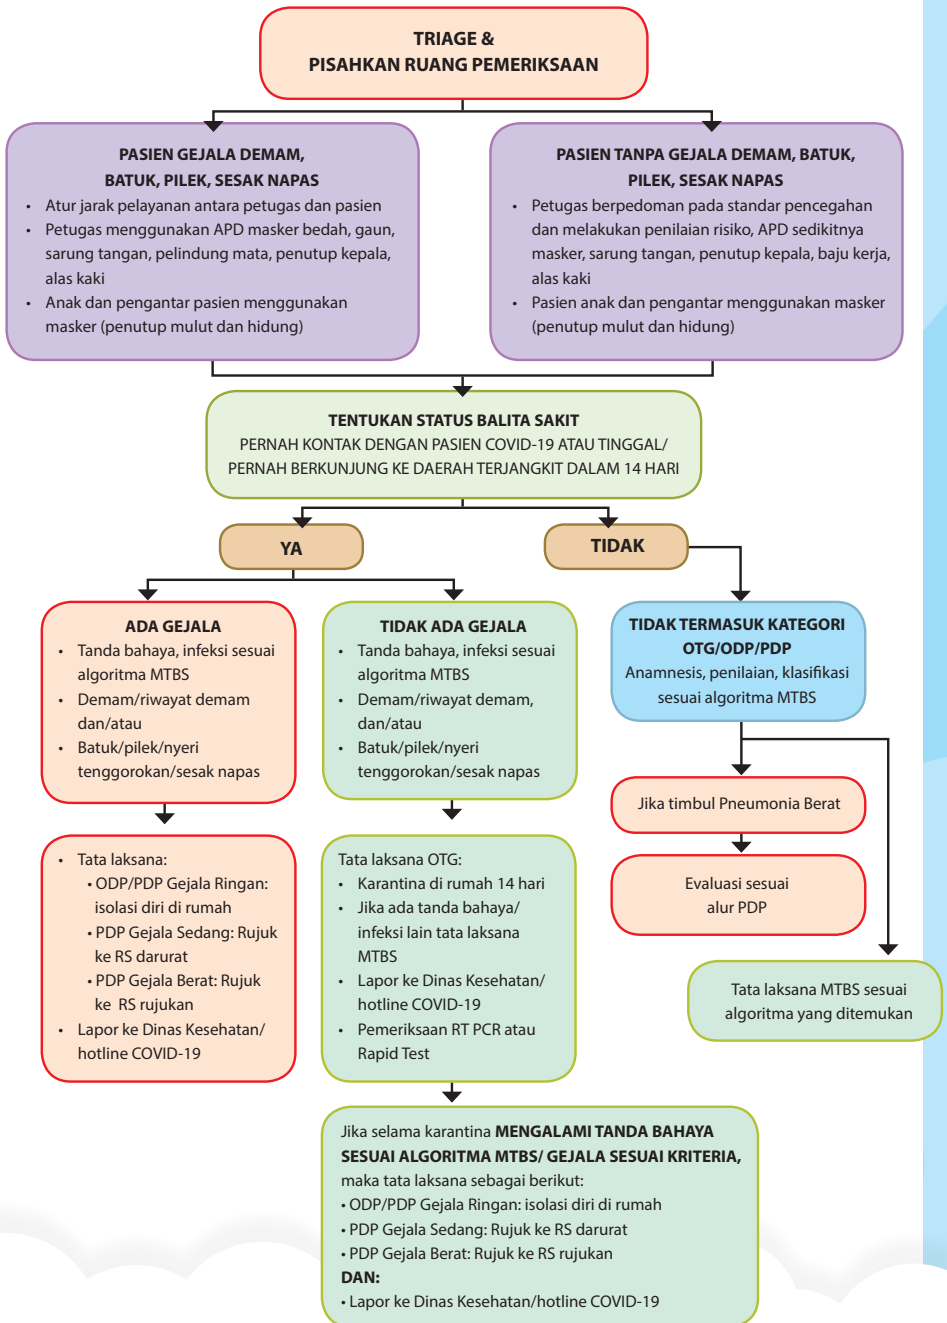 TRIAGE &
PISAHKAN RUANG PEMERIKSAAN
PASIEN GEJALA DEMAM,
BATUK, PILEK, SESAK NAPAS
• Atur jarak pelayanan antara petugas dan pasien
• Petugas menggunakan APD masker bedah, gaun,
sarung tangan, pelindung mata, penutup kepala,
alas kaki
• Anak dan pengantar pasien menggunakan
masker (penutup mulut dan hidung)
PASIEN TANPA GEJALA DEMAM, BATUK,
PILEK, SESAK NAPAS
• Petugas berpedoman pada standar pencegahan
dan melakukan penilaian risiko, APD sedikitnya
masker, sarung tangan, penutup kepala, baju kerja,
alas kaki
• Pasien anak dan pengantar menggunakan masker
(penutup mulut dan hidung)
TENTUKAN STATUS BALITA SAKIT
PERNAH KONTAK DENGAN PASIEN COVID-19 ATAU TINGGAL/
PERNAH BERKUNJUNG KE DAERAH TERJANGKIT DALAM 14 HARI
YA
TIDAK
ADA GEJALA
• Tanda bahaya, infeksi sesuai
algoritma MTBS
• Demam/riwayat demam
dan/atau
• Batuk/pilek/nyeri
tenggorokan/sesak napas
TIDAK ADA GEJALA
• Tanda bahaya, infeksi sesuai
algoritma MTBS
• Demam/riwayat demam,
dan/atau
• Batuk/pilek/nyeri
tenggorokan/sesak napas
TIDAK TERMASUK KATEGORI
OTG/ODP/PDP
Anamnesis, penilaian, klasifikasi
sesuai algoritma MTBS
Jika timbul Pneumonia Berat
Evaluasi sesuai
alur PDP
Tata laksana MTBS sesuai
algoritma yang ditemukan
• Tata laksana:
• ODP/PDP Gejala Ringan:
isolasi diri di rumah
• PDP Gejala Sedang: Rujuk
ke RS darurat
• PDP Gejala Berat: Rujuk
ke RS rujukan
• Lapor ke Dinas Kesehatan/
hotline COVID-19
Tata laksana OTG:
• Karantina di rumah 14 hari
• Jika ada tanda bahaya/
infeksi lain tata laksana
MTBS
• Lapor ke Dinas Kesehatan/
hotline COVID-19
• Pemeriksaan RT PCR atau
Rapid Test
Jika selama karantina MENGALAMI TANDA BAHAYA
SESUAI ALGORITMA MTBS/ GEJALA SESUAI KRITERIA,
maka tata laksana sebagai berikut:
• ODP/PDP Gejala Ringan: isolasi diri di rumah
• PDP Gejala Sedang: Rujuk ke RS darurat
• PDP Gejala Berat: Rujuk ke RS rujukan
DAN:
• Lapor ke Dinas Kesehatan/hotline COVID-19